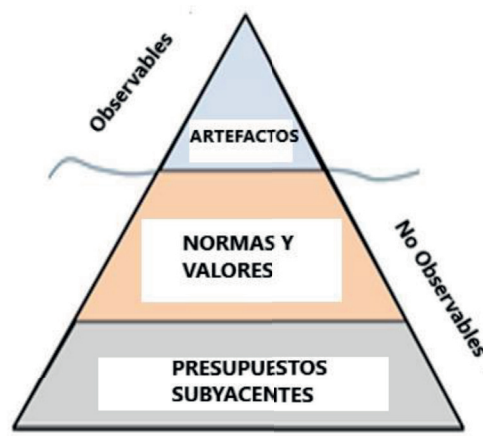 Observables
ARTEFACTOS
NORMAS Y
VALORES
No Observables
PRESUPUESTOS
SUBYACENTES